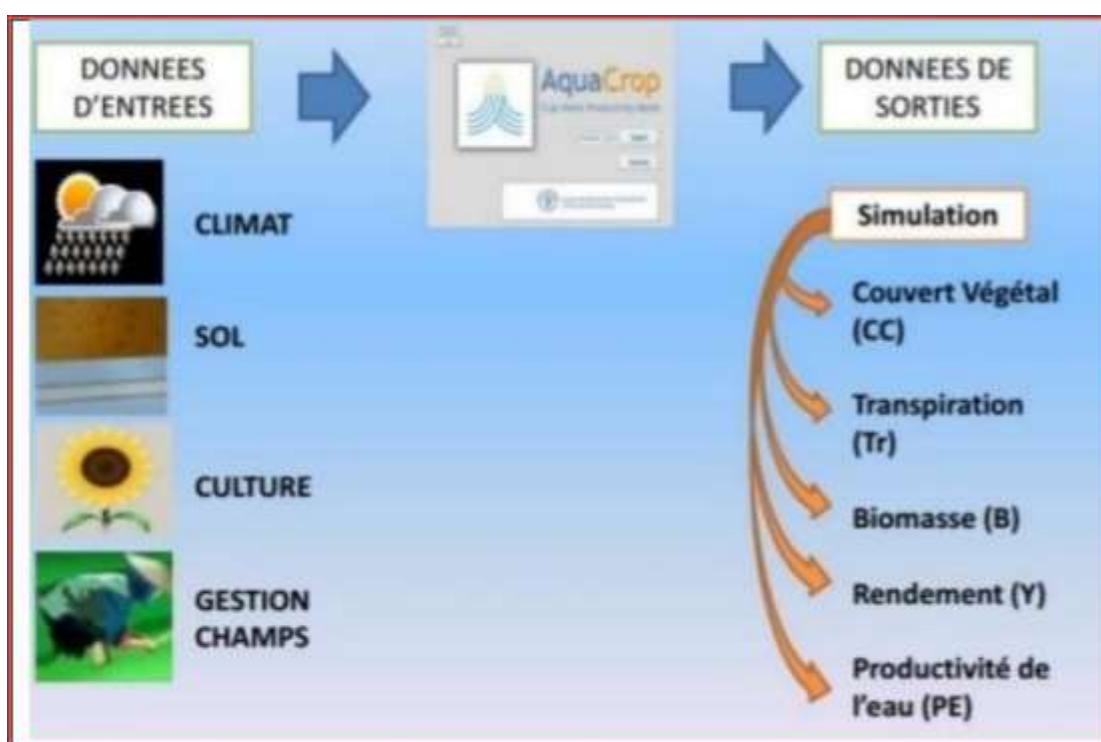 DONNEES
D'ENTREES
AquaCrop
DONNEES DE
SORTIES
CLIMAT
SOL
CULTURE
GESTION
CHAMPS
Simulation
Couvert Végétal
(CC)
Transpiration
(Tr)
Biomasse (B)
Rendement (Y)
Productivité de
l'eau (PE)